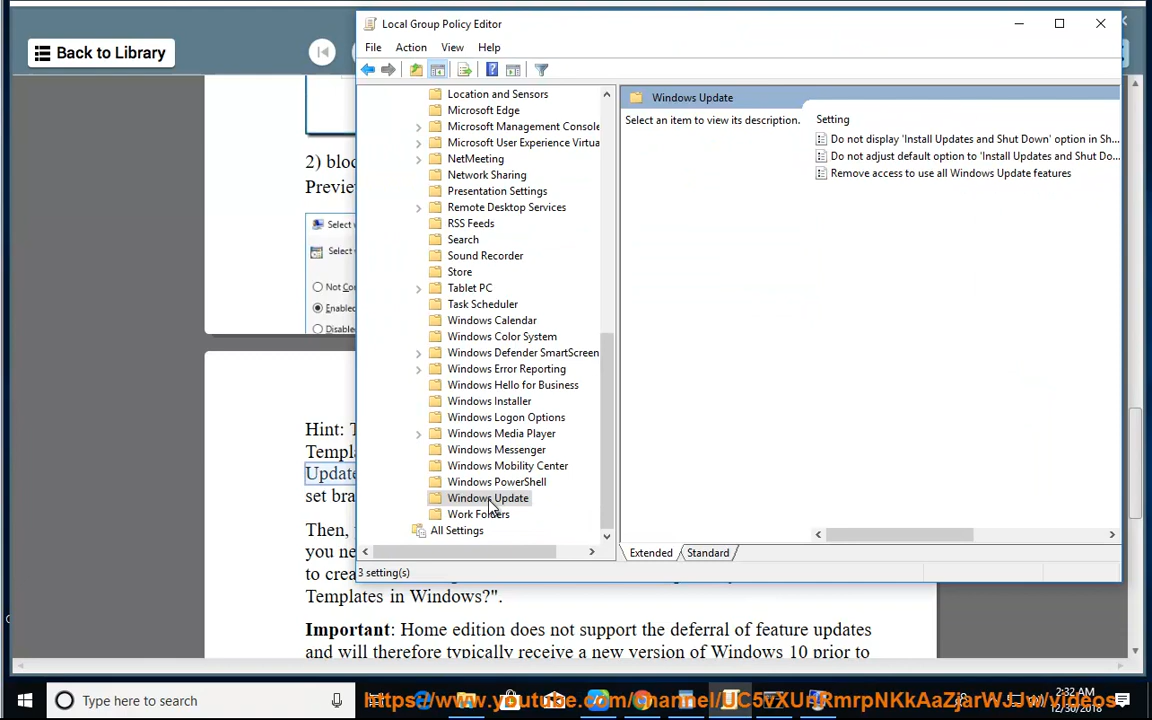 Local Group Policy Editor
Back to Library
File Action View Help
Location and Sensors
Microsoft Edge
Microsoft Management Console
Microsoft User Experience Virtua
NetMeeting
Network Sharing
Presentation Settings
Remote Desktop Services
RSS Feeds
Search
Sound Recorder
Store
Tablet PC
Task Scheduler
Windows Calendar
Windows Color System
Windows Defender SmartScreen
Windows Error Reporting
Windows Hello for Business
Windows Installer
Windows Logon Options
Windows Media Player
Windows Messenger
Windows Mobility Center
Windows PowerShell
Windows Update
Work Folders
All Settings
Windows Update
Select an item to view its description.
Setting
Do not display 'Install Updates and Shut Down' option in Sh...
Do not adjust default option to 'Install Updates and Shut Do...
Remove access to use all Windows Update features
Extended Standard
3 setting(s)
2) bloc
Previe
Select
Select
Not Co
Enabled
Disable
Hint: T
Templ
Update
set bra
Then,
you ne
to crea
Templates in Windows?".
Important: Home edition does not support the deferral of feature updates
and will therefore typically receive a new version of Windows 10 prior to
Type here to search
2:32 AM
12/30/2018